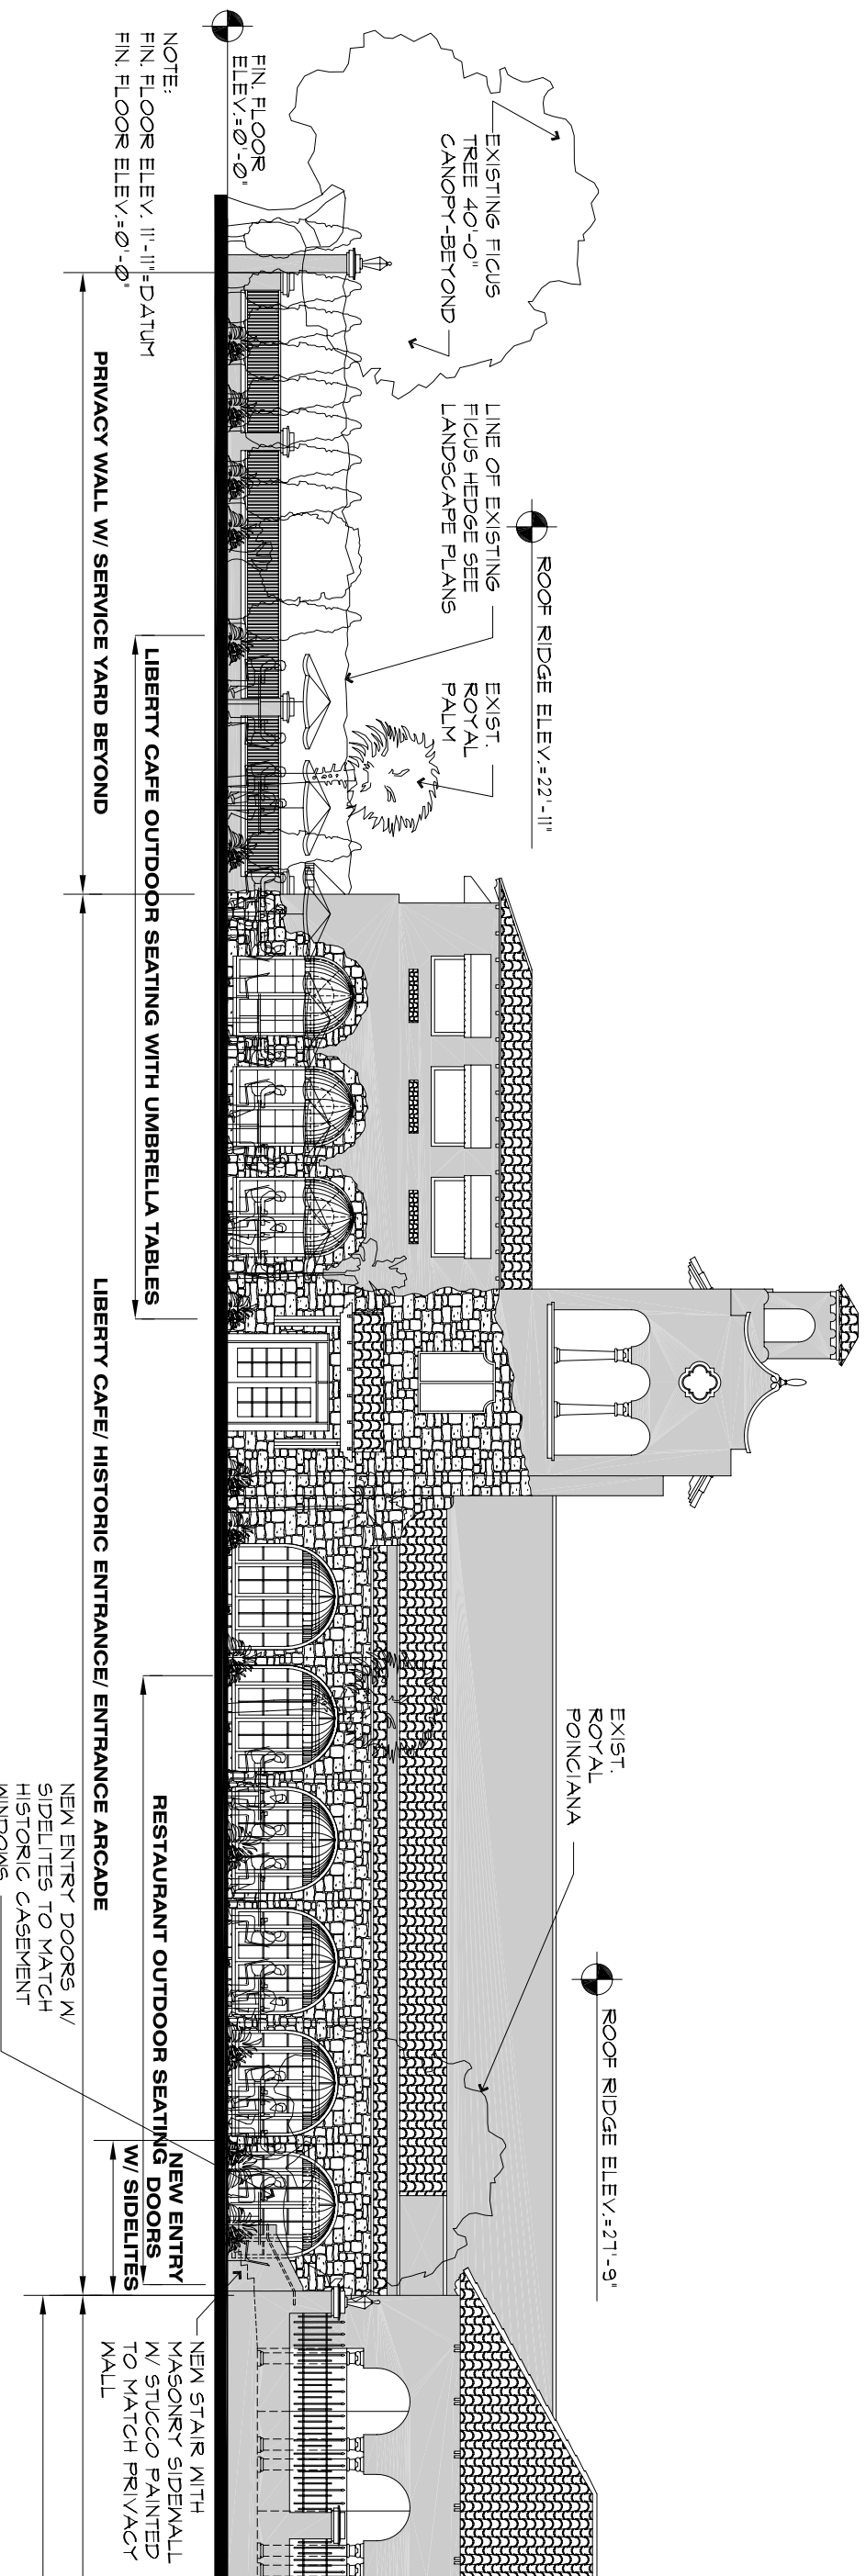 EXISTING FICUS
TREE 40'-0"
CANOPY-BEYOND
FIN. FLOOR
ELEV.=0'-0"
NOTE:
FIN. FLOOR ELEV. 11'-11"=DATUM
FIN. FLOOR ELEV.=0'-0"
ROOF RIDGE ELEV.=22'-11"
LINE OF EXISTING
FICUS HEDGE SEE
LANDSCAPE PLANS
EXIST.
ROYAL
PALM
LIBERTY CAFE OUTDOOR SEATING WITH UMBRELLA TABLES
PRIVACY WALL W/ SERVICE YARD BEYOND
LIBERTY CAFE/ HISTORIC ENTRANCE/ ENTRANCE ARCADE
EXIST.
ROYAL
POINCIANA
ROOF RIDGE ELEV.=27'-9"
RESTAURANT OUTDOOR SEATING
NEW ENTRY
DOORS
W/ SIDELITES
NEW ENTRY DOORS W/
SIDELITES TO MATCH
HISTORIC CASEMENT
WINDOWS
NEW STAIR WITH
MASONRY SIDEWALL
W/ STUCCO PAINTED
TO MATCH PRIVACY
WALL